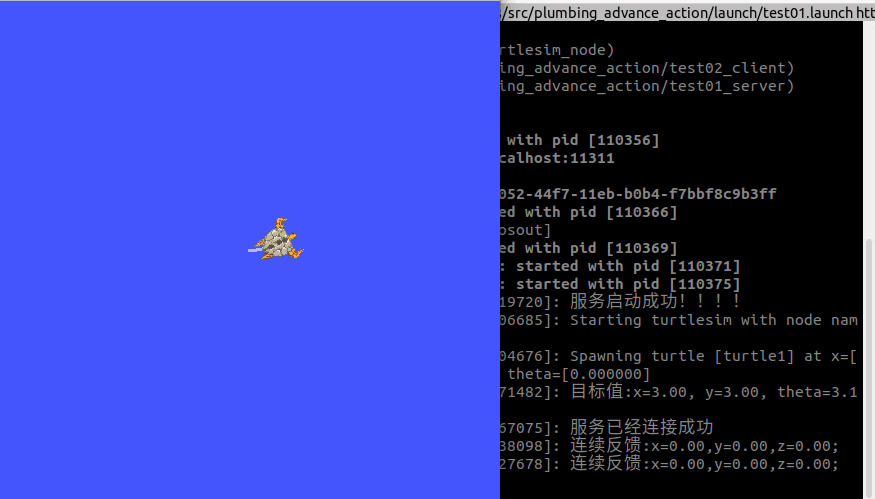 /src/plumbing_advance_action/launch/test01.launch htt
rtlesim_node)
ing_advance_action/test02_client)
ing_advance_action/test01_server)
with pid [110356]
calhost:11311
052-44f7-11eb-b0b4-f7bbf8c9b3ff
ed with pid [110366]
osout]
ed with pid [110369]
: started with pid [110371]
: started with pid [110375]
19720]: 服务启动成功！！！！
06685]: Starting turtlesim with node nam
04676]: Spawning turtle [turtle1] at x=[
theta=[0.000000]
71482]: 目标值:x=3.00, y=3.00, theta=3.1
67075]: 服务已经连接成功
38098]: 连续反馈:x=0.00,y=0.00,z=0.00;
27678]: 连续反馈:x=0.00,y=0.00,z=0.00;